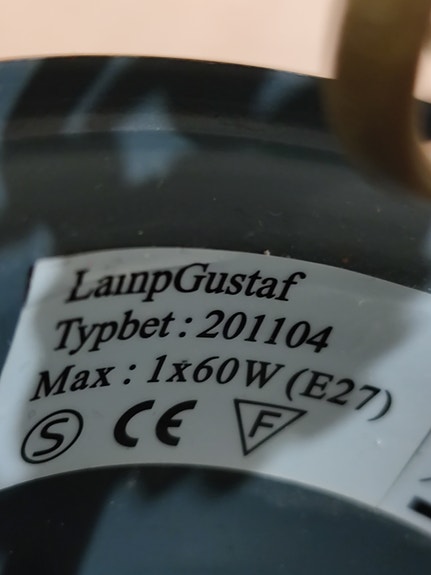 LampGustaf
Typbet : 201104
Max : 1x60W (E27)
S CE F